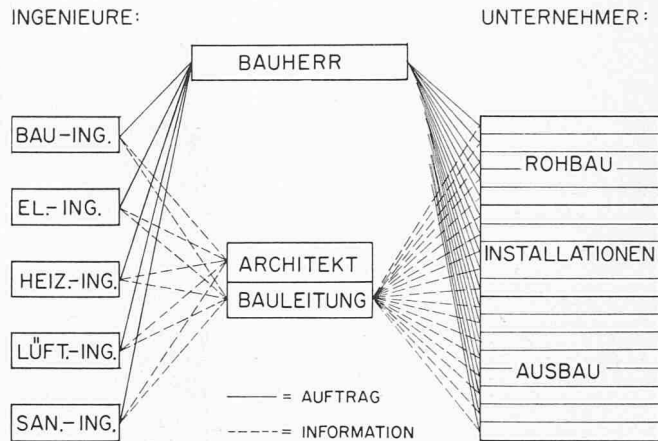 INGENIEURE:
UNTERNEHMER:
BAUHERR
BAU-ING.
ROHBAU
EL.-ING.
ARCHITEKT
INSTALLATIONEN
HEIZ.-ING.
BAULEITUNG
LÜFT.-ING.
AUSBAU
——— = AUFTRAG
SAN.-ING.
----- = INFORMATION